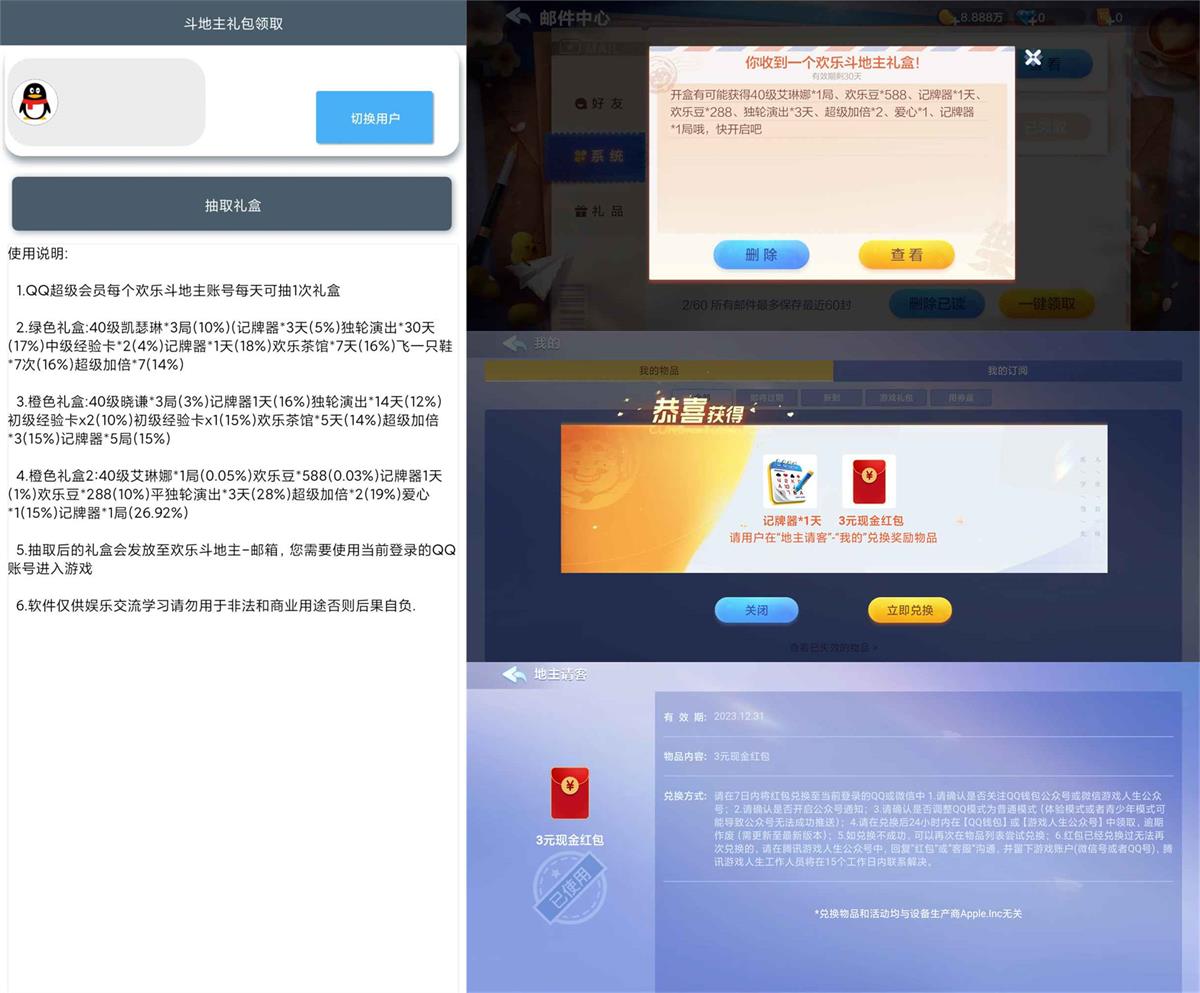 斗地主礼包领取
切换用户
抽取礼盒
使用说明:
1.QQ超级会员每个欢乐斗地主账号每天可抽1次礼盒
2.绿色礼盒:40级凯瑟琳*3局(10%)(记牌器*3天(5%)独轮演出*30天
(17%)中级经验卡*2(4%)记牌器*1天(18%)欢乐茶馆*7天(16%)飞一只鞋
*7次(16%)超级加倍*7(14%)
3.橙色礼盒:40级晓谦*3局(3%)记牌器1天(16%)独轮演出*14天(12%)
初级经验卡x2(10%)初级经验卡x1(15%)欢乐茶馆*5天(14%)超级加倍
*3(15%)记牌器*5局(15%)
4.橙色礼盒2:40级艾琳娜*1局(0.05%)欢乐豆*588(0.03%)记牌器1天
(1%)欢乐豆*288(10%)平独轮演出*3天(28%)超级加倍*2(19%)爱心
*1(15%)记牌器*1局(26.92%)
5.抽取后的礼盒会发放至欢乐斗地主-邮箱，您需要使用当前登录的QQ
账号进入游戏
6.软件仅供娱乐交流学习请勿用于非法和商业用途否则后果自负.
邮件中心
8.888万
0
0
MAIL
好友
系统
礼品
你收到一个欢乐斗地主礼盒！
有效期剩30天
开盒有可能获得40级艾琳娜*1局、欢乐豆*588、记牌器*1天、
欢乐豆*288、独轮演出*3天、超级加倍*2、爱心*1、记牌器
*1局哦，快开启吧
删除
查看
看
已领取
2/60 所有邮件最多保存最近60封
删除已读
一键领取
我的
我的物品
我的订阅
即将过期
新到
游戏礼包
用券盒
恭喜获得
记牌器*1天
3元现金红包
请用户在“地主请客”-“我的”兑换奖励物品
关闭
立即兑换
查看已失效的物品 >
地主请客
3元现金红包
已使用
有 效 期: 2023.12.31
物品内容: 3元现金红包
兑换方式: 请在7日内将红包兑换至当前登录的QQ或微信中 1.请确认是否关注QQ钱包公众号或微信游戏人生公众
号；2.请确认是否开启公众号通知；3.请确认是否调整QQ模式为普通模式（体验模式或者青少年模式可
能导致公众号无法成功推送）；4.请在兑换后24小时内在【QQ钱包】或【游戏人生公众号】中领取，逾期
作废（需更新至最新版本）；5.如兑换不成功，可以再次在物品列表尝试兑换；6.红包已经兑换过无法再
次兑换的，请在腾讯游戏人生公众号中，回复“红包”或“客服”沟通，并留下游戏账户(微信号或者QQ号)，腾
讯游戏人生工作人员将在15个工作日内联系解决。
*兑换物品和活动均与设备生产商Apple.Inc无关